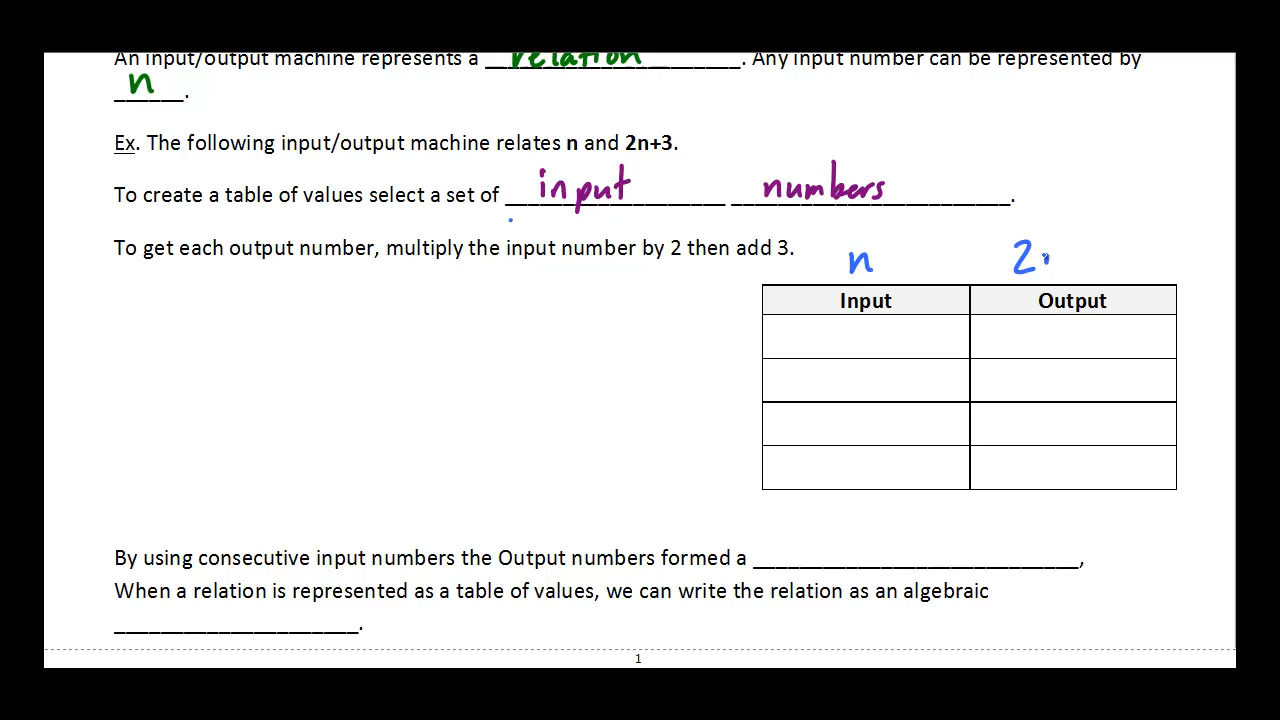 An input/output machine represents a relation. Any input number can be represented by
n.
Ex. The following input/output machine relates n and 2n+3.
To create a table of values select a set of input numbers.
To get each output number, multiply the input number by 2 then add 3.
n 2
Input Output
By using consecutive input numbers the Output numbers formed a ____________________________,
When a relation is represented as a table of values, we can write the relation as an algebraic
_____________________.
1